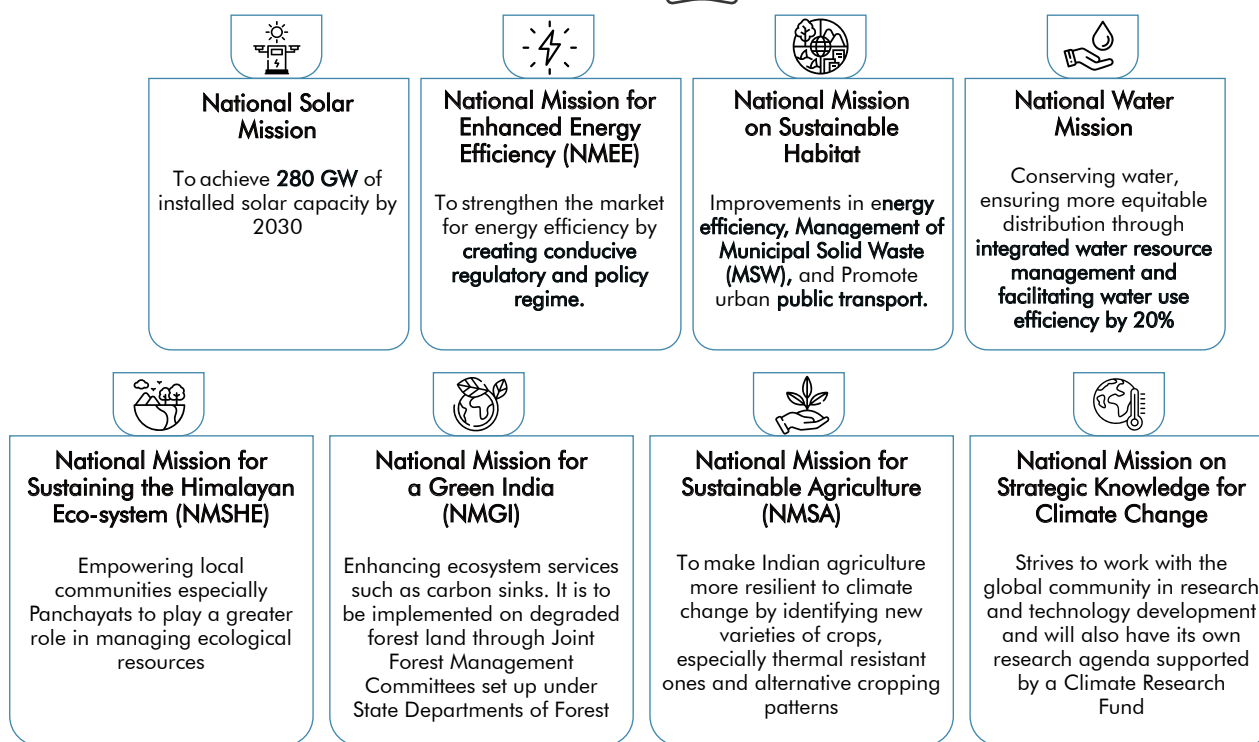 National Solar
Mission
To achieve 280 GW of
installed solar capacity by
2030
National Mission for
Enhanced Energy
Efficiency (NMEE)
To strengthen the market
for energy efficiency by
creating conducive
regulatory and policy
regime.
National Mission
on Sustainable
Habitat
Improvements in energy
efficiency, Management of
Municipal Solid Waste
(MSW), and Promote
urban public transport.
National Water
Mission
Conserving water,
ensuring more equitable
distribution through
integrated water resource
management and
facilitating water use
efficiency by 20%
National Mission for
Sustaining the Himalayan
Eco-system (NMSHE)
Empowering local
communities especially
Panchayats to play a greater
role in managing ecological
resources
National Mission for
a Green India
(NMGI)
Enhancing ecosystem services
such as carbon sinks. It is to
be implemented on degraded
forest land through Joint
Forest Management
Committees set up under
State Departments of Forest
National Mission for
Sustainable Agriculture
(NMSA)
To make Indian agriculture
more resilient to climate
change by identifying new
varieties of crops,
especially thermal resistant
ones and alternative cropping
patterns
National Mission on
Strategic Knowledge for
Climate Change
Strives to work with the
global community in research
and technology development
and will also have its own
research agenda supported
by a Climate Research
Fund